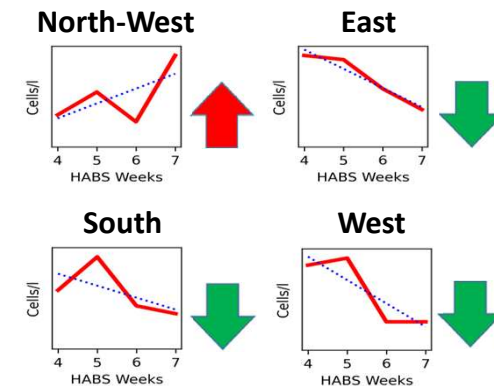 North-West
Cells/l
4 5 6 7
HABS Weeks
East
Cells/l
4 5 6 7
HABS Weeks
South
Cells/l
4 5 6 7
HABS Weeks
West
Cells/l
4 5 6 7
HABS Weeks